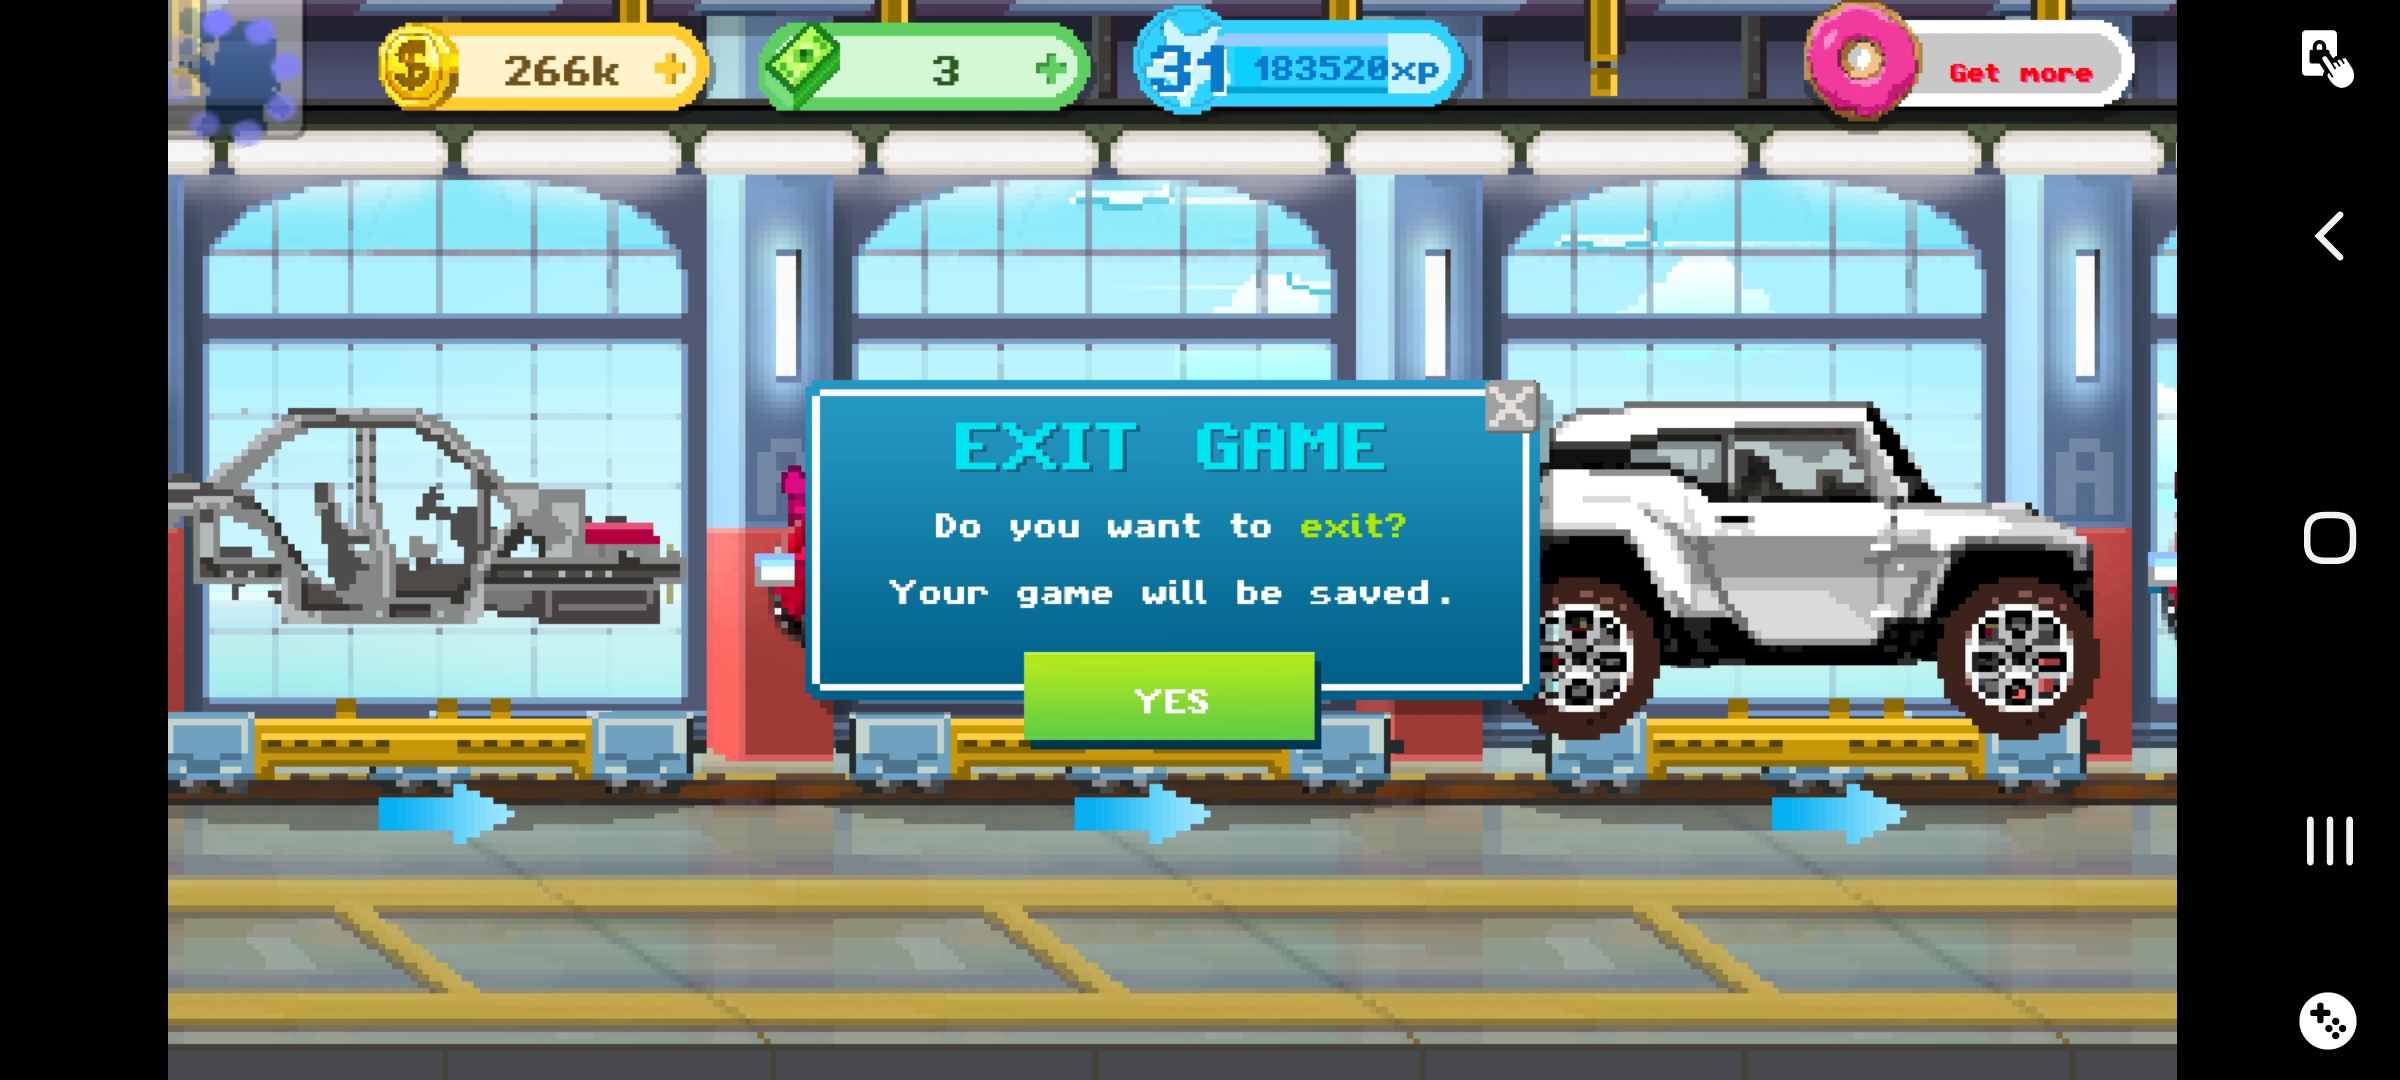 266k
3
31 183520xp
Get more
A
EXIT GAME
Do you want to exit?
Your game will be saved.
YES